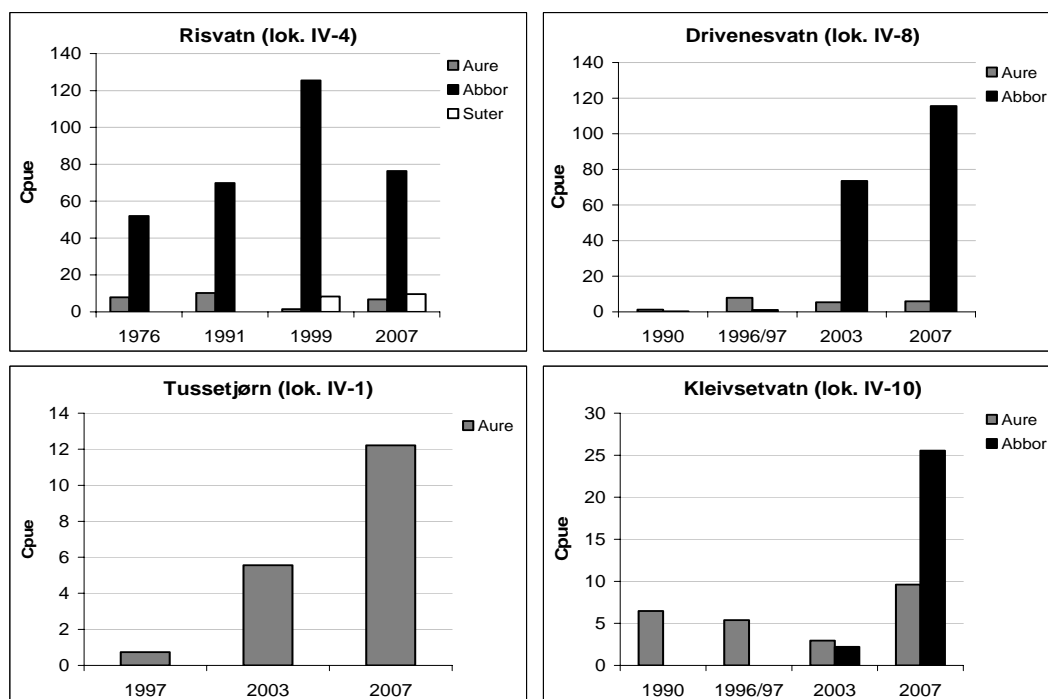 Risvatn (lok. IV-4)
Aure
Abbor
Suter
Cpue
140
120
100
80
60
40
20
0
1976 1991 1999 2007
Drivenesvatn (lok. IV-8)
Aure
Abbor
Cpue
140
120
100
80
60
40
20
0
1990 1996/97 2003 2007
Tussetjørn (lok. IV-1)
Aure
Cpue
14
12
10
8
6
4
2
0
1997 2003 2007
Kleivsetvatn (lok. IV-10)
Aure
Abbor
Cpue
30
25
20
15
10
5
0
1990 1996/97 2003 2007